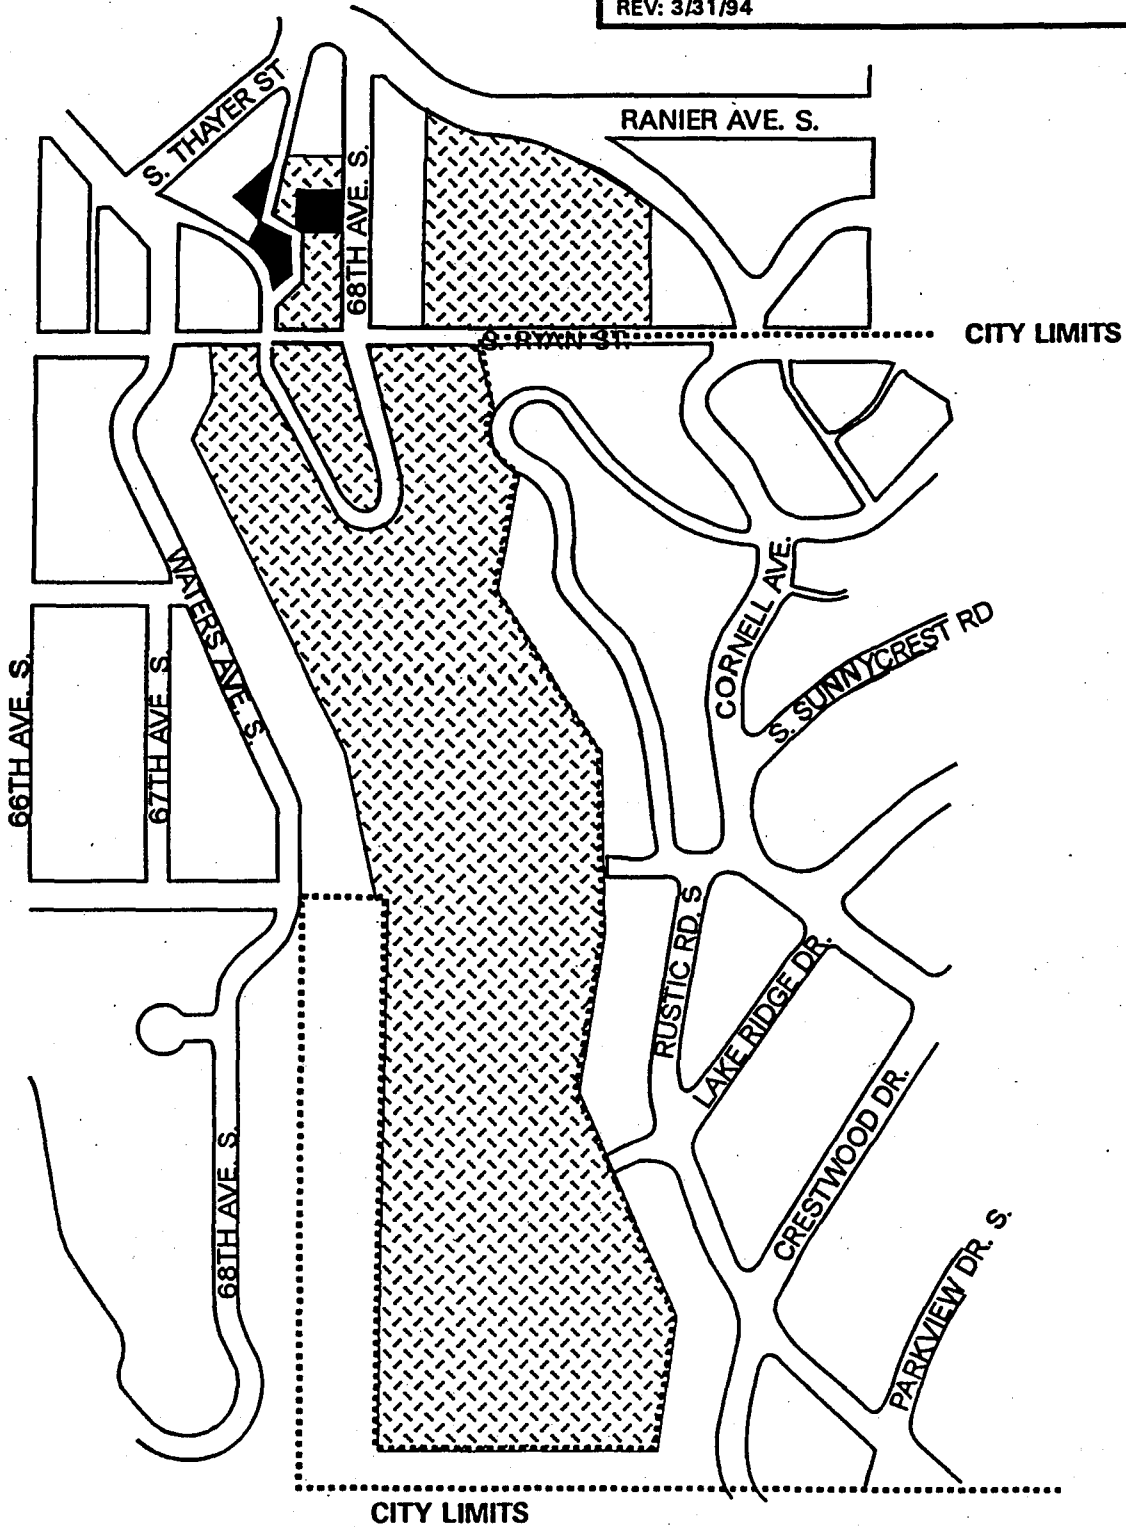 REV: 3/31/94
S. THAYER ST
RANIER AVE. S.
68TH AVE. S.
S. RYAN ST.
CITY LIMITS
WATERS AVE. S.
CORNELL AVE.
S. SUNNYCREST RD
66TH AVE. S.
67TH AVE. S.
RUSTIC RD. S
LAKE RIDGE DR.
CRESTWOOD DR.
68TH AVE. S.
PARKVIEW DR. S.
CITY LIMITS